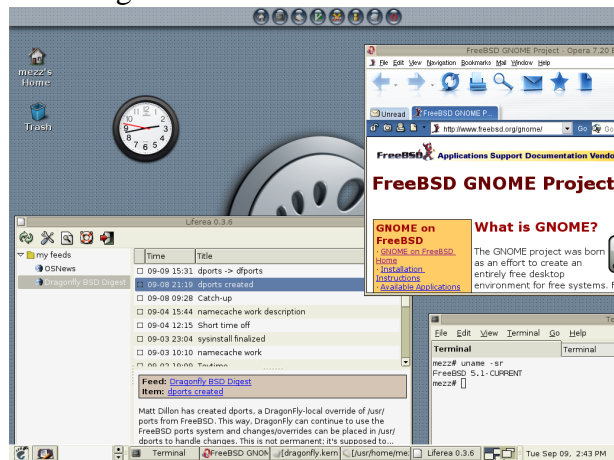 mezz's
Home
Trash
FreeBSD GNOME Project - Opera 7.20 B
File Edit View Navigation Bookmarks Mail Window Help
Unread
FreeBSD GNOME P...
http://www.freebsd.org/gnome/
Go
Go
FreeBSD Applications Support Documentation Vendo
FreeBSD GNOME Project
GNOME on
FreeBSD
· GNOME on FreeBSD
Home
· Installation
Instructions
· Available Applications
What is GNOME?
The GNOME project was born
as an effort to create an
entirely free desktop
environment for free systems. F
Liferea 0.3.6
my feeds
OSNews
Dragonfly BSD Digest
Time Title
09-09 15:31 dports -> dfports
09-08 21:19 dports created
09-08 09:28 Catch-up
09-04 15:44 namecache work description
09-04 12:15 Short time off
09-03 23:04 sysinstall finalized
09-03 10:10 namecache work
09-02 19:09 Toytime
Feed: Dragonfly BSD Digest
Item: dports created
Matt Dillon has created dports, a DragonFly-local override of /usr/
ports from FreeBSD. This way, DragonFly can continue to use the
FreeBSD ports system and changes/overrides can be placed in /usr/
dports to handle changes. This is not permanent; it's supposed to...
Te
File Edit View Terminal Go Help
Terminal
Terminal
mezz# uname -sr
FreeBSD 5.1-CURRENT
mezz#
Terminal
FreeBSD GNOM
[dragonfly.kern
[/usr/home/me
Liferea 0.3.6
Tue Sep 09, 2:43 PM